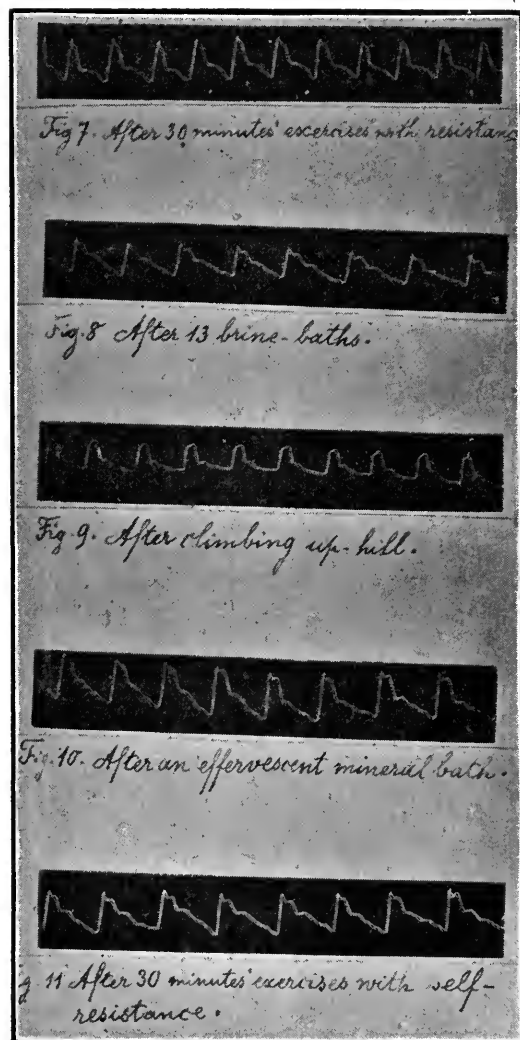 Fig 7. After 30 minutes' exercises with resistanc
Fig. 8 After 13 brine-baths.
Fig. 9. After climbing up-hill.
Fig. 10. After an effervescent mineral bath.
g 11 After 30 minutes' exercises with self-
resistance.